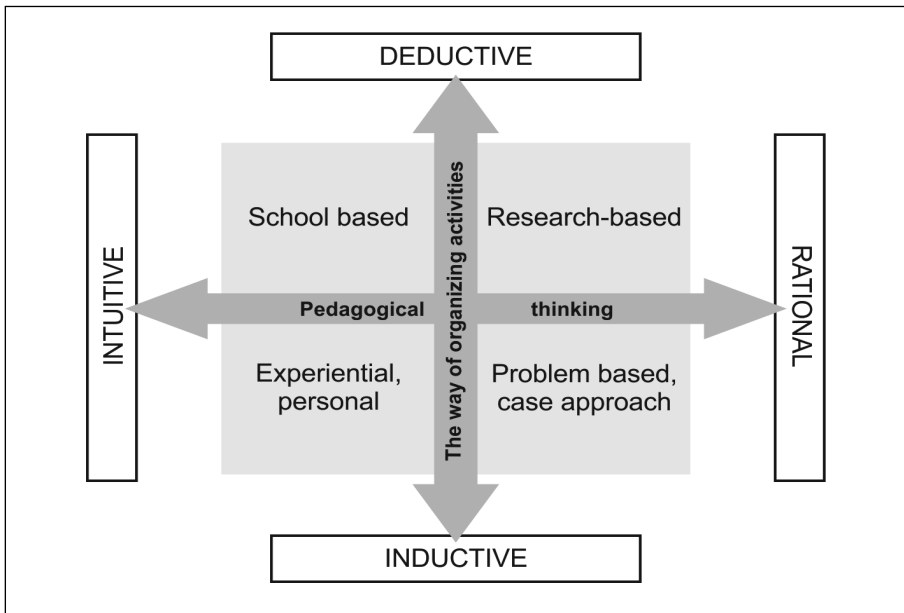 DEDUCTIVE
School based
Research-based
INTUITIVE
The way of organizing activities
RATIONAL
Pedagogical thinking
Experiential,
personal
Problem based,
case approach
INDUCTIVE